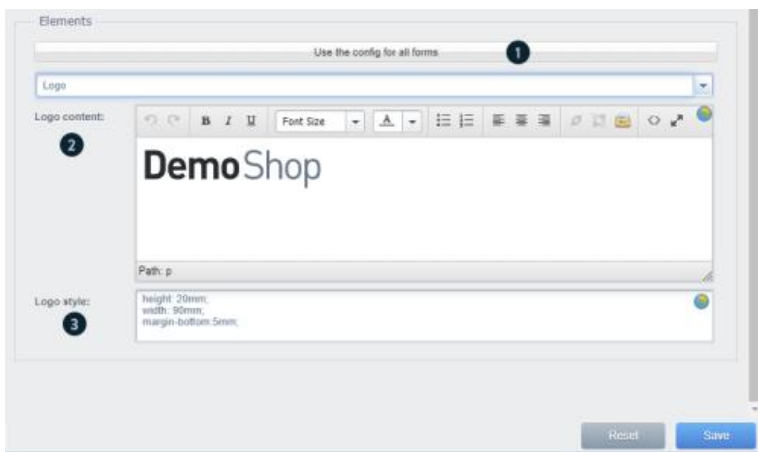 Elements
Use the config for all forms
1
Logo
Logo content:
2
B I U Font Size A
DemoShop
Path: p
Logo style:
3
height: 20mm;
width: 90mm;
margin-bottom:5mm;
Reset Save